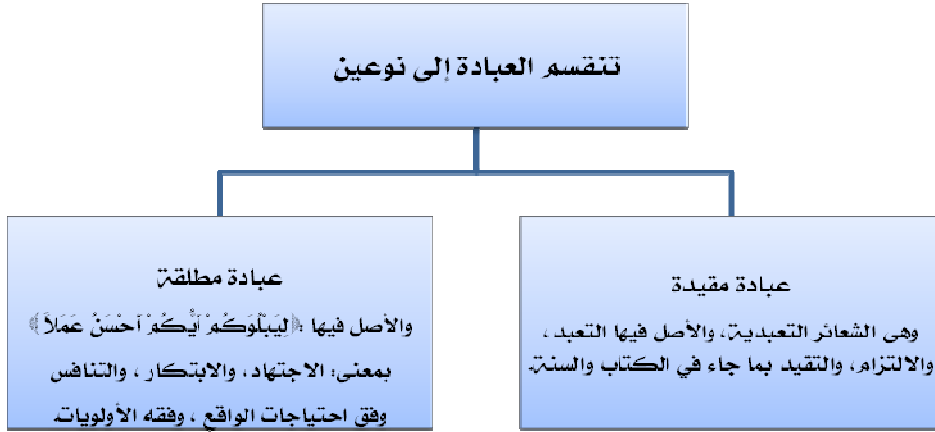 تنقسم العبادة إلى نوعين
عبادة مقيدة
وهى الشعائر التعبدية، والأصل فيها التعبد ،
والالتزام، والتقيد بما جاء في الكتاب والسنة.
عبادة مطلقة
والأصل فيها :﴿لِيَبْلُوَكُمْ أَيُّكُمْ أَحْسَنُ عَمَلاً﴾
بمعنى: الاجتهاد، والابتكار ، والتنافس
وفق احتياجات الواقع ، وفقه الأولويات.